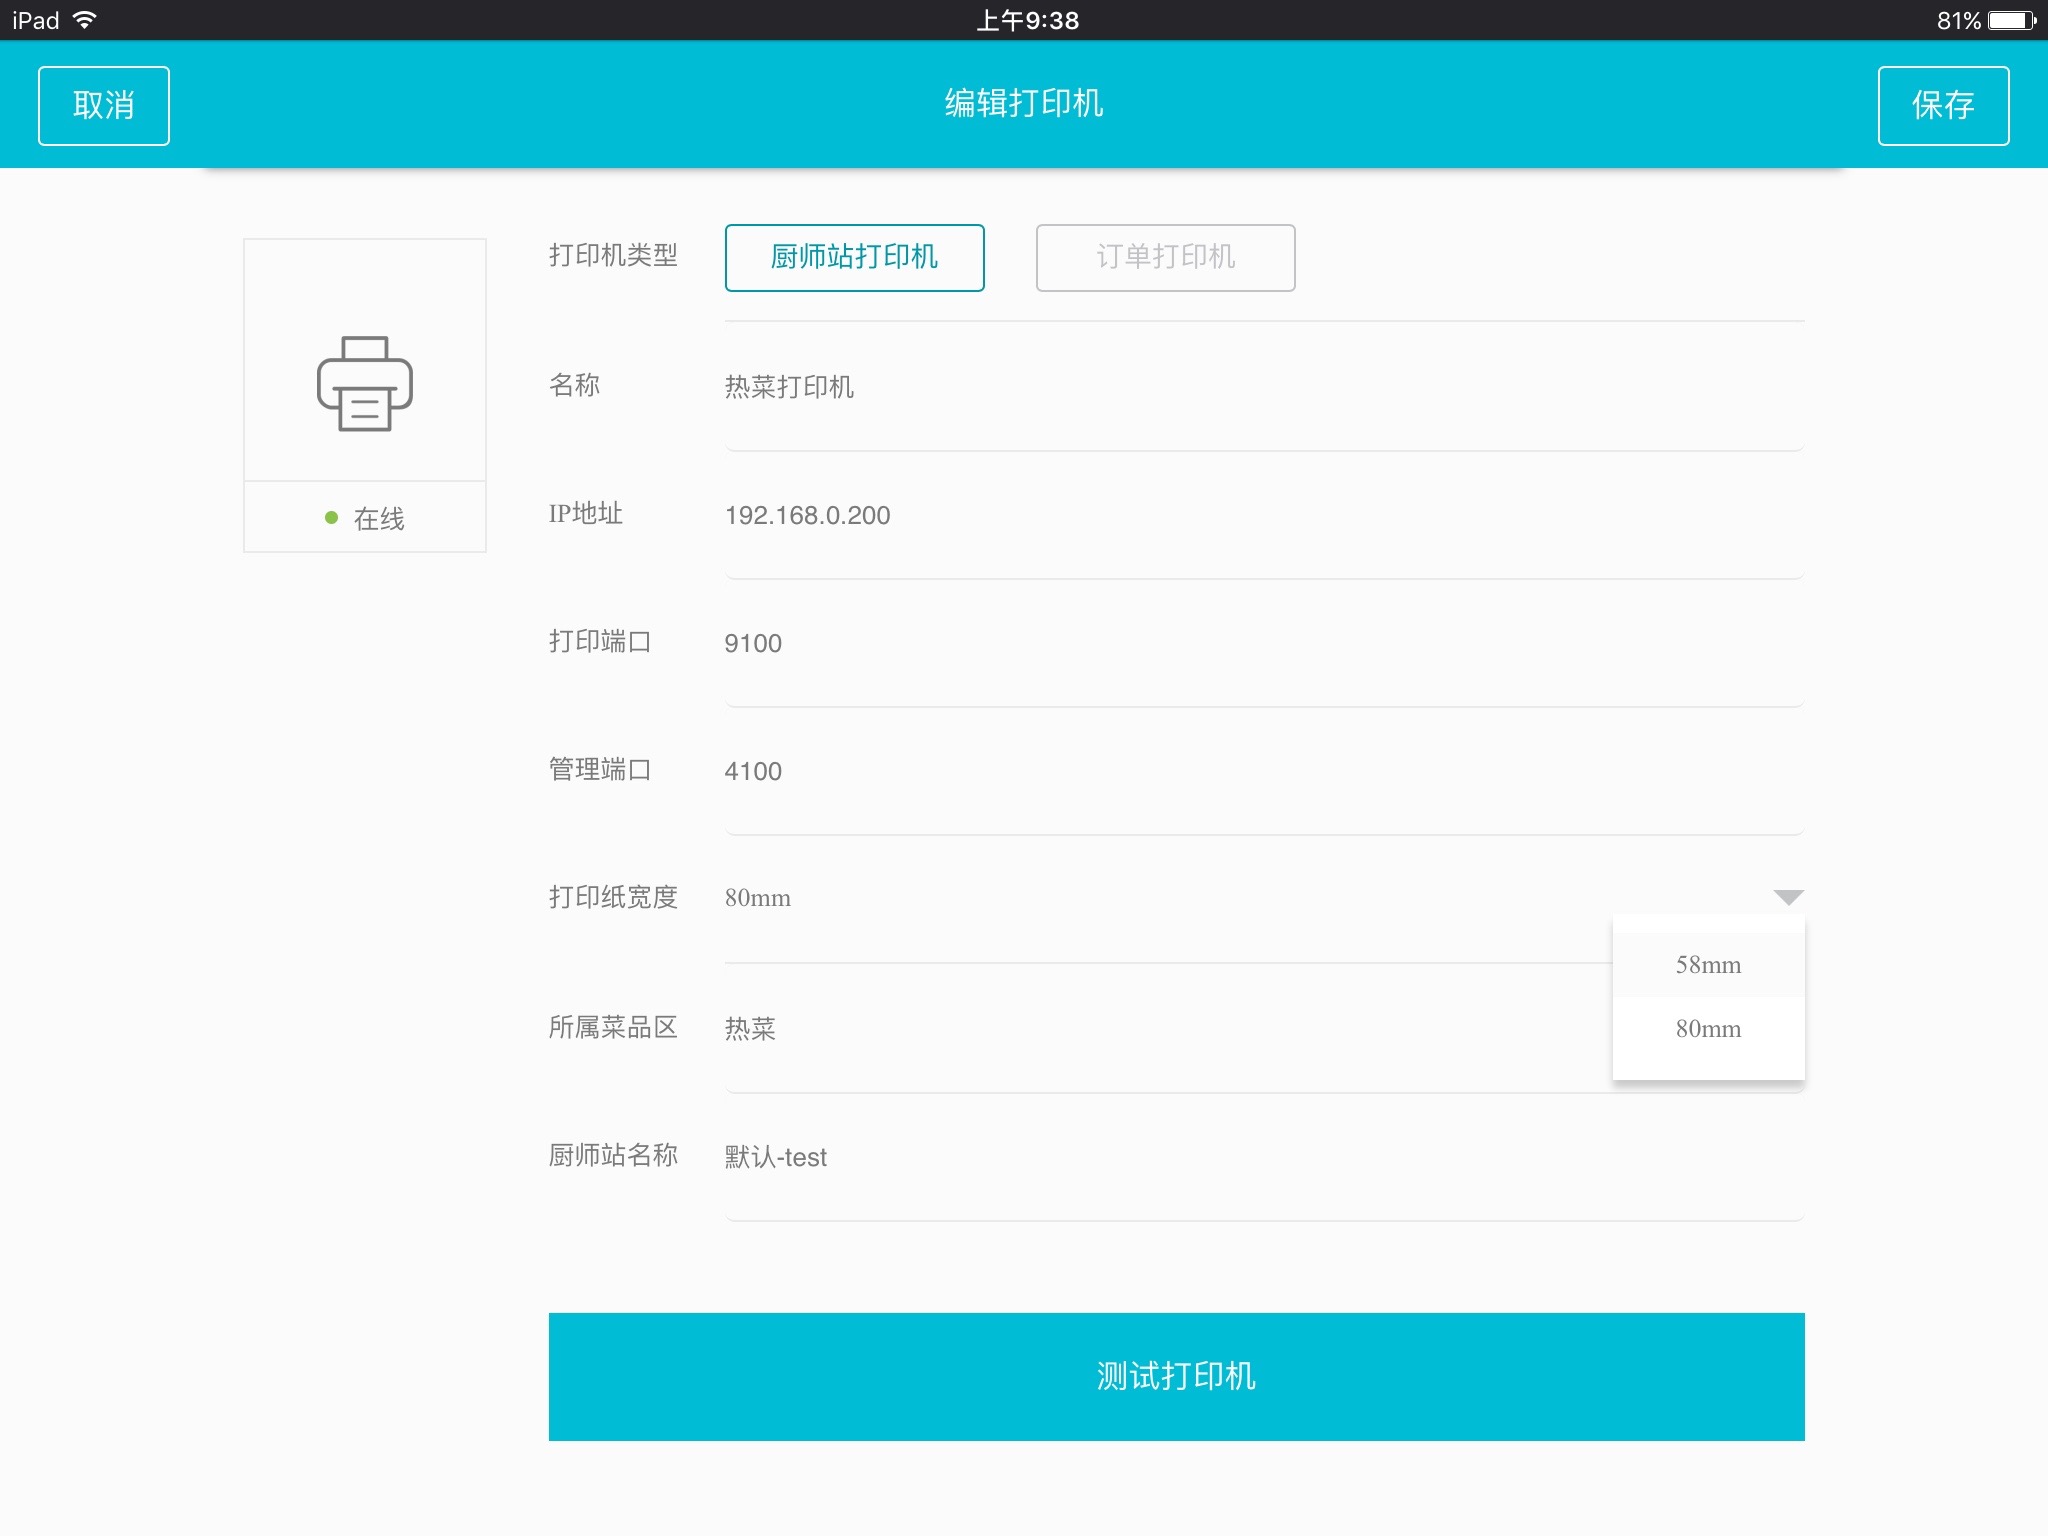 iPad 上午9:38 81%
取消 编辑打印机 保存
打印机类型 厨师站打印机 订单打印机
名称 热菜打印机
在线
IP地址 192.168.0.200
打印端口 9100
管理端口 4100
打印纸宽度 80mm
58mm
80mm
所属菜品区 热菜
厨师站名称 默认-test
测试打印机